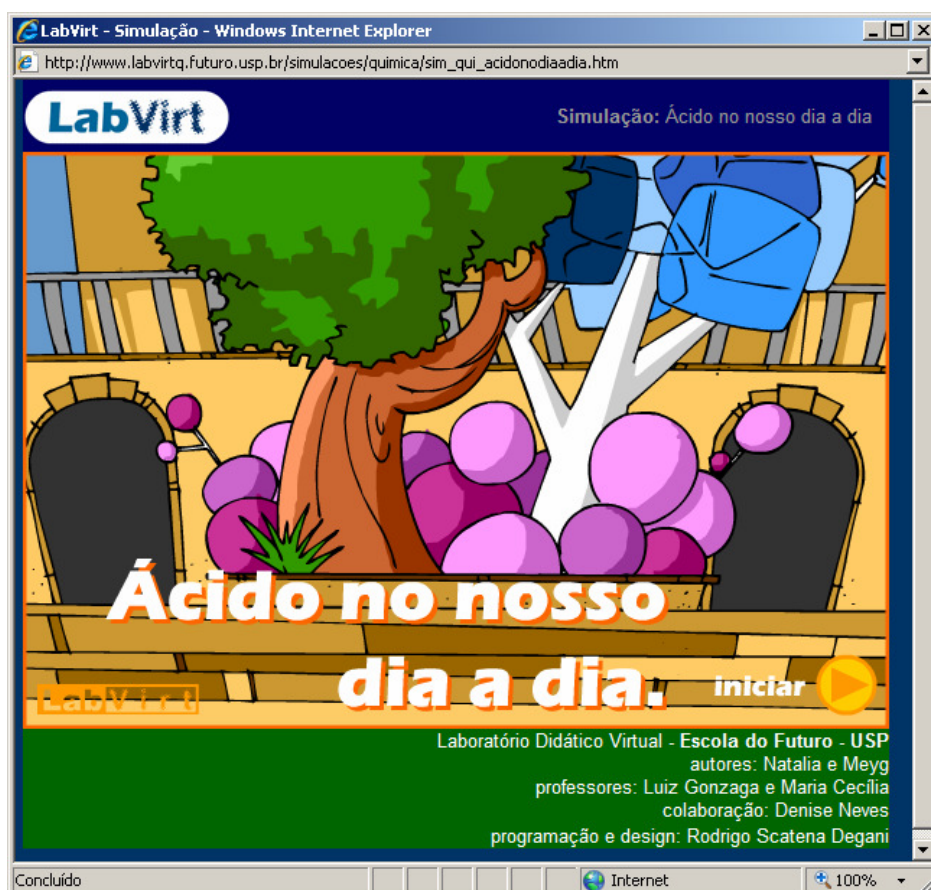 LabVirt - Simulação - Windows Internet Explorer
http://www.labvirtq.futuro.usp.br/simulacoes/quimica/sim_qui_acidonodiaadia.htm
LabVirt
Simulação: Ácido no nosso dia a dia
Ácido no nosso
dia a dia.
iniciar
LabVirt
Laboratório Didático Virtual - Escola do Futuro - USP
autores: Natalia e Meyg
professores: Luiz Gonzaga e Maria Cecília
colaboração: Denise Neves
programação e design: Rodrigo Scatena Degani
Concluído
Internet
100%